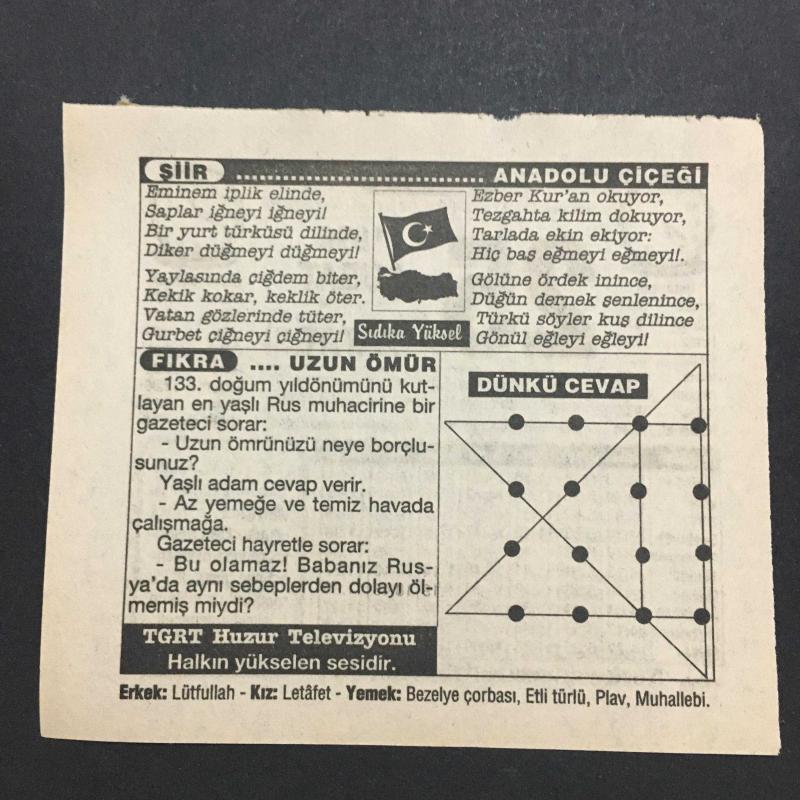 ŞİİR ................................ ANADOLU ÇİÇEĞİ
Eminem iplik elinde,
Saplar iğneyi iğneyi!
Bir yurt türküsü dilinde,
Diker düğmeyi düğmeyi!
Yaylasında çiğdem biter,
Kekik kokar, keklik öter.
Vatan gözlerinde tüter,
Gurbet çiğneyi çiğneyi!
Ezber Kur'an okuyor,
Tezgahta kilim dokuyor,
Tarlada ekin ekiyor:
Hiç baş eğmeyi eğmeyi!.
Gölüne ördek inince,
Düğün dernek şenlenince,
Türkü söyler kuş dilince
Gönül eğleyi eğleyi!
Sıdıka Yüksel
FIKRA .... UZUN ÖMÜR
133. doğum yıldönümünü kut-
layan en yaşlı Rus muhacirine bir
gazeteci sorar:
- Uzun ömrünüzü neye borçlu-
sunuz?
Yaşlı adam cevap verir.
- Az yemeğe ve temiz havada
çalışmağa.
Gazeteci hayretle sorar:
- Bu olamaz! Babanız Rus-
ya'da aynı sebeplerden dolayı öl-
memiş miydi?
DÜNKÜ CEVAP
TGRT Huzur Televizyonu
Halkın yükselen sesidir.
Erkek: Lütfullah - Kız: Letâfet - Yemek: Bezelye çorbası, Etli türlü, Plav, Muhallebi.